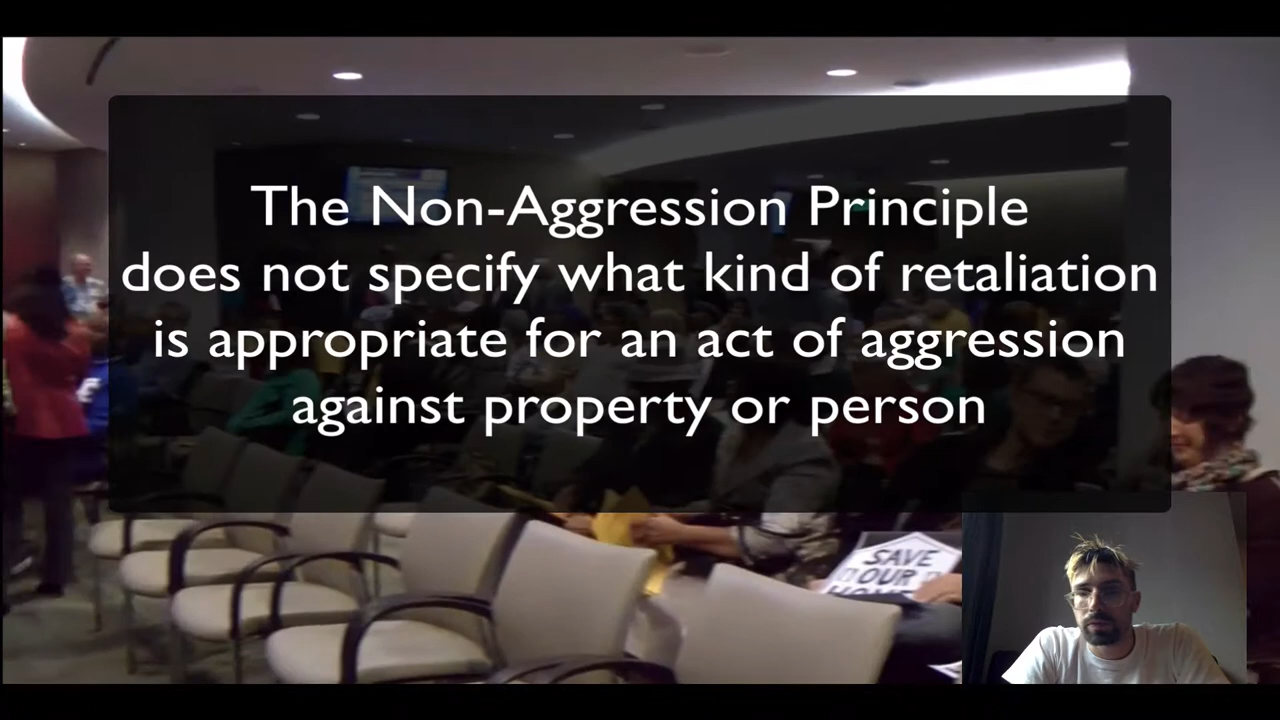 The Non-Aggression Principle
does not specify what kind of retaliation
is appropriate for an act of aggression
against property or person
SAVE
OUR